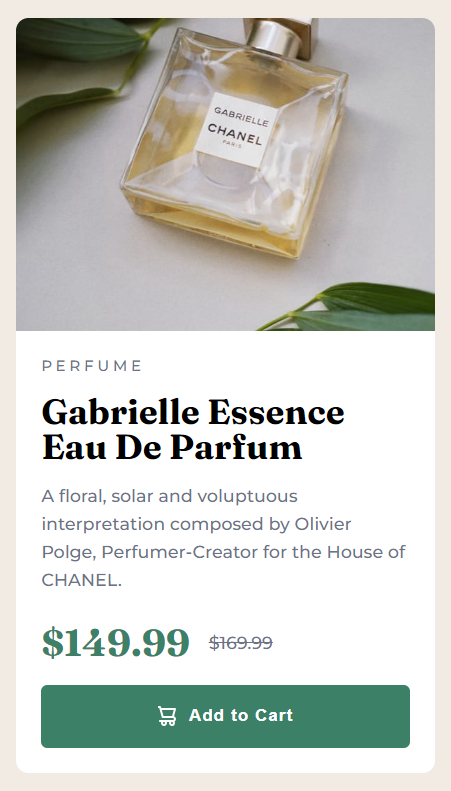 GABRIELLE
CHANEL
PARIS
PERFUME
Gabrielle Essence
Eau De Parfum
A floral, solar and voluptuous
interpretation composed by Olivier
Polge, Perfumer-Creator for the House of
CHANEL.
$149.99 $169.99
Add to Cart